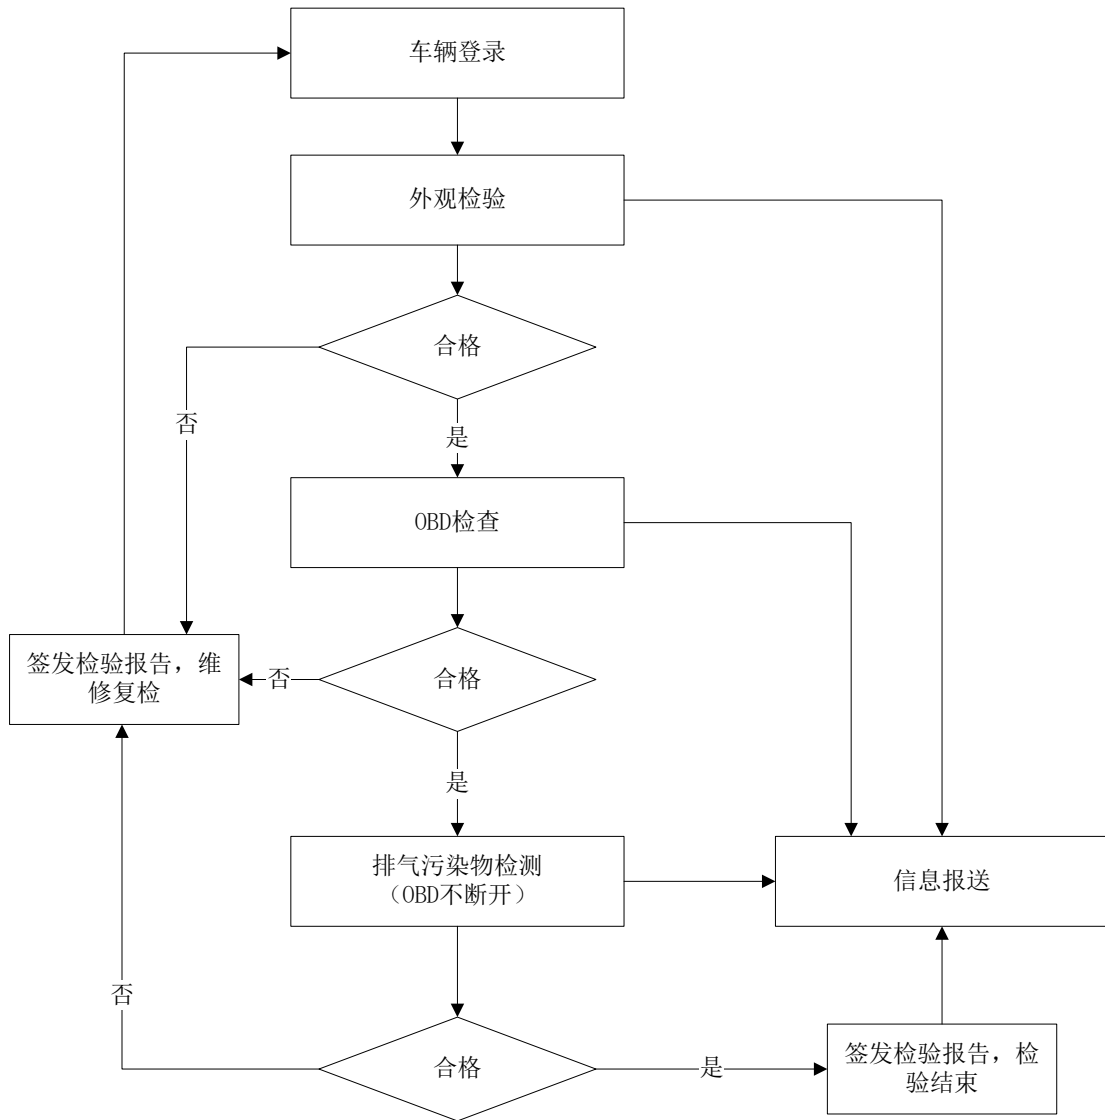 车辆登录
外观检验
合格
否
是
OBD检查
签发检验报告，维
修复检
否
合格
是
排气污染物检测
（OBD不断开）
信息报送
否
合格
是
签发检验报告，检
验结束